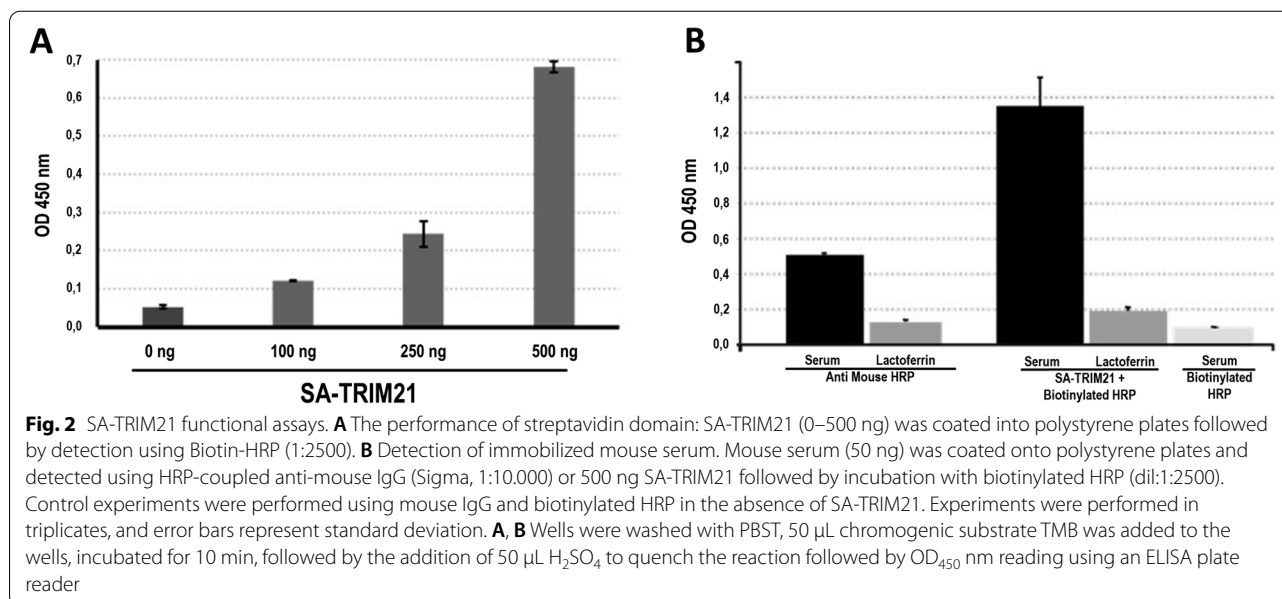 A
B
OD 450 nm
0,7
0,6
0,5
0,4
0,3
0,2
0,1
0,0
0 ng 100 ng 250 ng 500 ng
SA-TRIM21
OD 450 nm
1,4
1,2
1,0
0,8
0,6
0,4
0,2
0,0
Serum Lactoferrin Serum Lactoferrin Serum
Anti Mouse HRP SA-TRIM21 + Biotinylated
Biotinylated HRP HRP
Fig. 2 SA-TRIM21 functional assays. A The performance of streptavidin domain: SA-TRIM21 (0–500 ng) was coated into polystyrene plates followed
by detection using Biotin-HRP (1:2500). B Detection of immobilized mouse serum. Mouse serum (50 ng) was coated onto polystyrene plates and
detected using HRP-coupled anti-mouse IgG (Sigma, 1:10.000) or 500 ng SA-TRIM21 followed by incubation with biotinylated HRP (dil:1:2500).
Control experiments were performed using mouse IgG and biotinylated HRP in the absence of SA-TRIM21. Experiments were performed in
triplicates, and error bars represent standard deviation. A, B Wells were washed with PBST, 50 µL chromogenic substrate TMB was added to the
wells, incubated for 10 min, followed by the addition of 50 µL H₂SO₄ to quench the reaction followed by OD₄₅₀ nm reading using an ELISA plate
reader